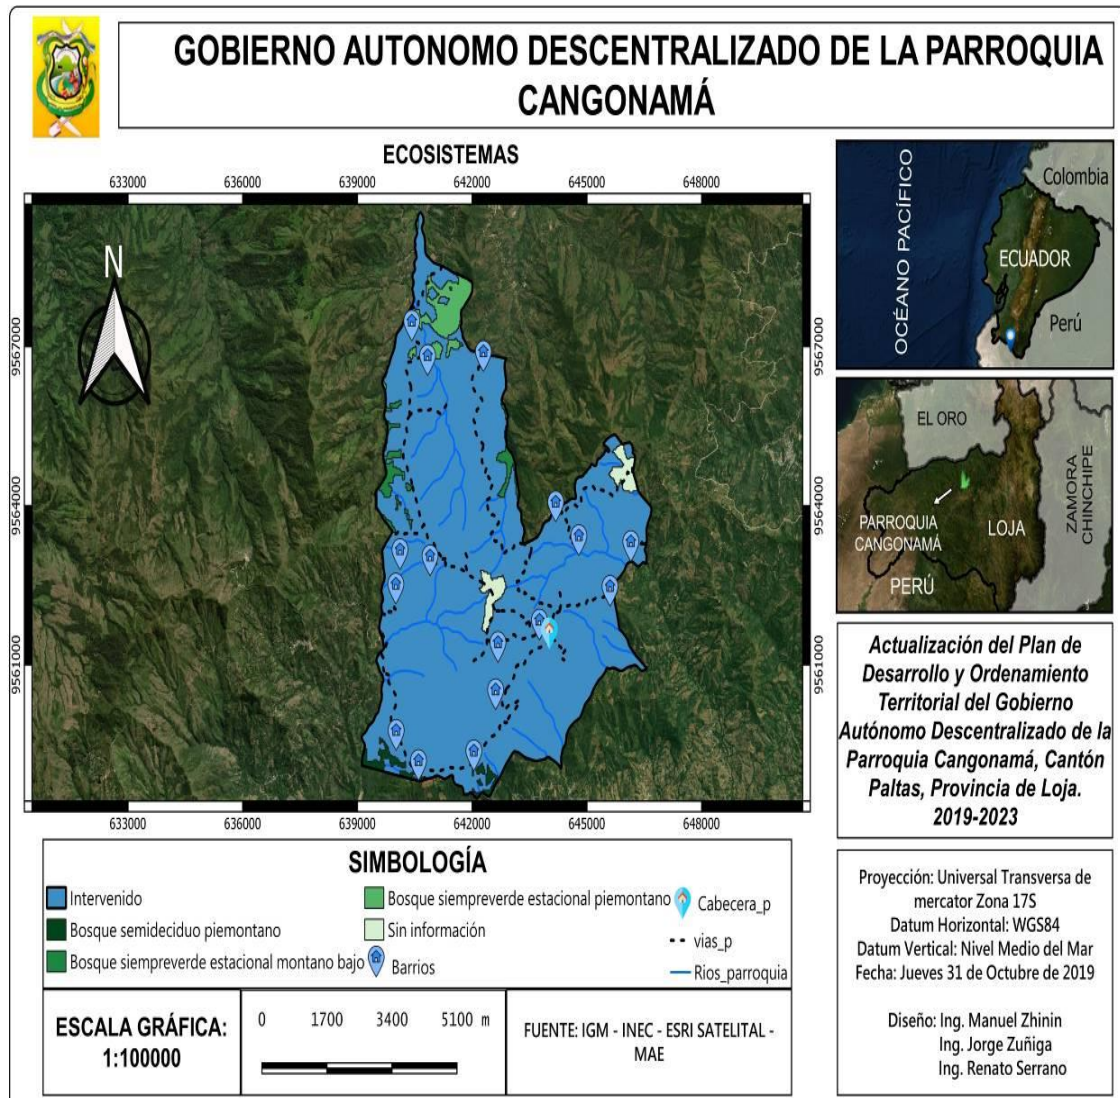 GOBIERNO AUTONOMO DESCENTRALIZADO DE LA PARROQUIA
CANGONAMÁ
ECOSISTEMAS
633000 636000 639000 642000 645000 648000
N
9567000
9564000
9561000
9567000
9564000
9561000
633000 636000 639000 642000 645000 648000
OCÉANO PACÍFICO
Colombia
ECUADOR
Perú
EL ORO
ZAMORA
CHINCHIPE
PARROQUIA
CANGONAMÁ
LOJA
PERÚ
Actualización del Plan de
Desarrollo y Ordenamiento
Territorial del Gobierno
Autónomo Descentralizado de la
Parroquia Cangonamá, Cantón
Paltas, Provincia de Loja.
2019-2023
SIMBOLOGÍA
Intervenido
Bosque semideciduo piemontano
Bosque siempreverde estacional montano bajo
Bosque siempreverde estacional piemontano
Sin información
Barrios
Cabecera_p
vias_p
Rios_parroquia
ESCALA GRÁFICA:
1:100000
0 1700 3400 5100 m
FUENTE: IGM - INEC - ESRI SATELITAL -
MAE
Proyección: Universal Transversa de
mercator Zona 17S
Datum Horizontal: WGS84
Datum Vertical: Nivel Medio del Mar
Fecha: Jueves 31 de Octubre de 2019
Diseño: Ing. Manuel Zhinin
Ing. Jorge Zuñiga
Ing. Renato Serrano